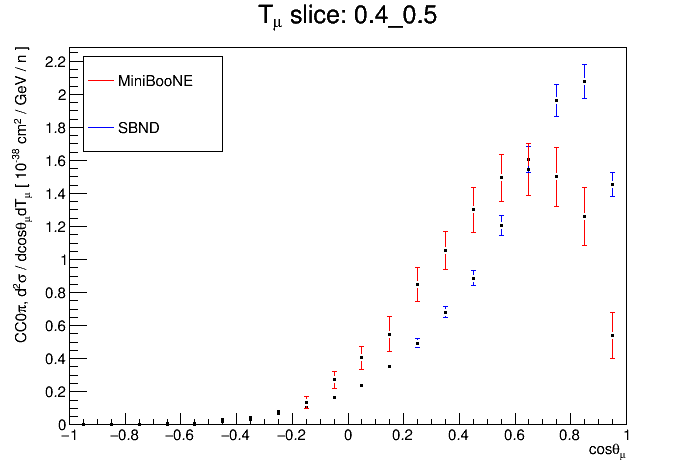 Tμ slice: 0.4_0.5
CC0π, d²σ / dcosθμdTμ [ 10⁻³⁸ cm² / GeV / n ]
2.2
2
1.8
1.6
1.4
1.2
1
0.8
0.6
0.4
0.2
0
MiniBooNE
SBND
−1 −0.8 −0.6 −0.4 −0.2 0 0.2 0.4 0.6 0.8 1
cosθμ